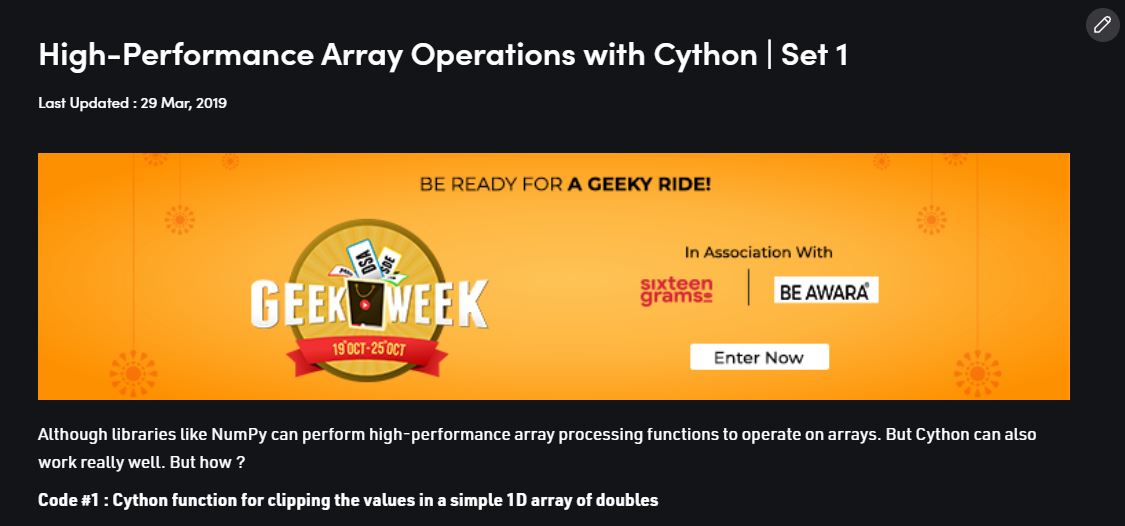 High-Performance Array Operations with Cython | Set 1
Last Updated : 29 Mar, 2019
BE READY FOR A GEEKY RIDE!
DSA
SDE
GEEK WEEK
19 OCT-25 OCT
In Association With
sixteen grams
BE AWARA
Enter Now
Although libraries like NumPy can perform high-performance array processing functions to operate on arrays. But Cython can also
work really well. But how ?
Code #1 : Cython function for clipping the values in a simple 1D array of doubles